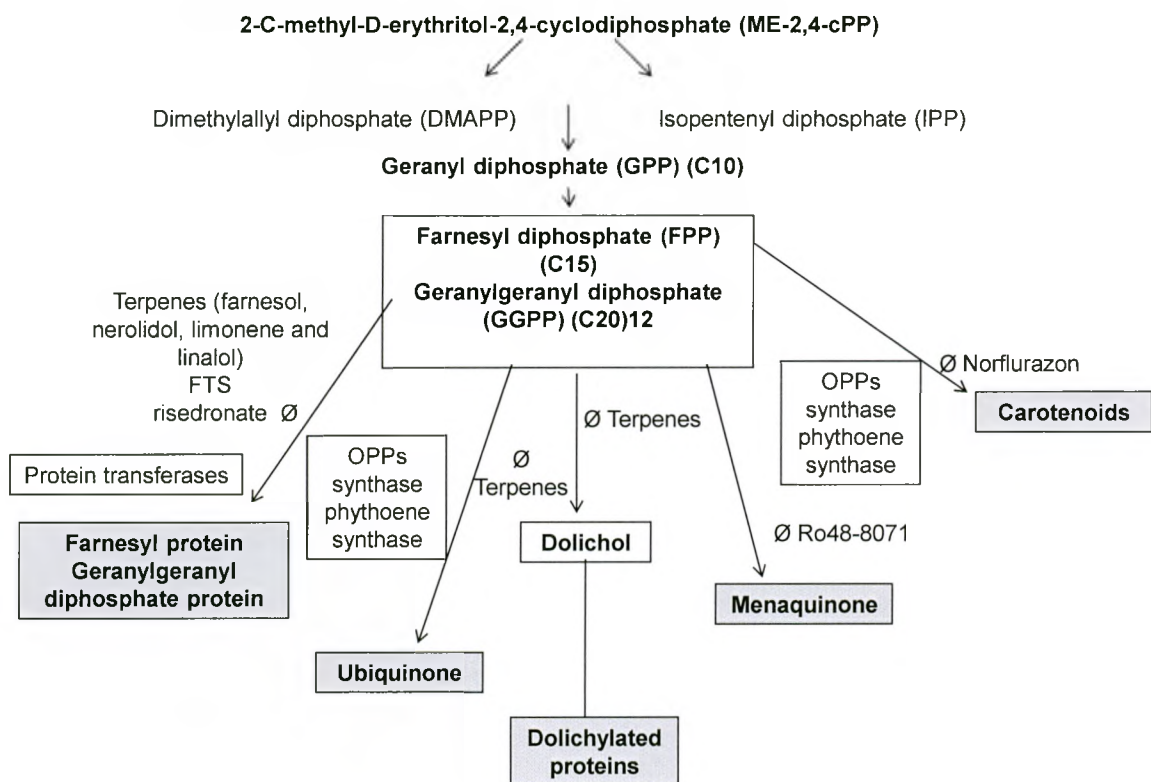 2-C-methyl-D-erythritol-2,4-cyclodiphosphate (ME-2,4-cPP)
Dimethylallyl diphosphate (DMAPP)
Isopentenyl diphosphate (IPP)
Geranyl diphosphate (GPP) (C10)
Farnesyl diphosphate (FPP)
(C15)
Geranylgeranyl diphosphate
(GGPP) (C20)12
Terpenes (farnesol,
nerolidol, limonene and
linalol)
FTS
risedronate Ø
Protein transferases
Farnesyl protein
Geranylgeranyl
diphosphate protein
OPPs
synthase
phythoene
synthase
Ø
Terpenes
Ubiquinone
Ø Terpenes
Dolichol
Dolichylated
proteins
Ø Ro48-8071
Menaquinone
OPPs
synthase
phythoene
synthase
Ø Norflurazon
Carotenoids